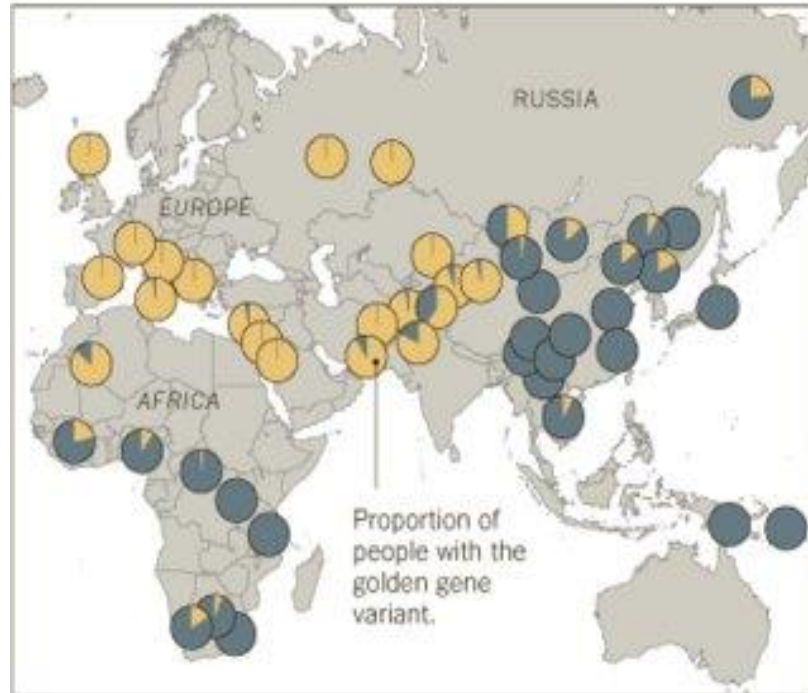 RUSSIA
EUROPE
AFRICA
Proportion of
people with the
golden gene
variant.